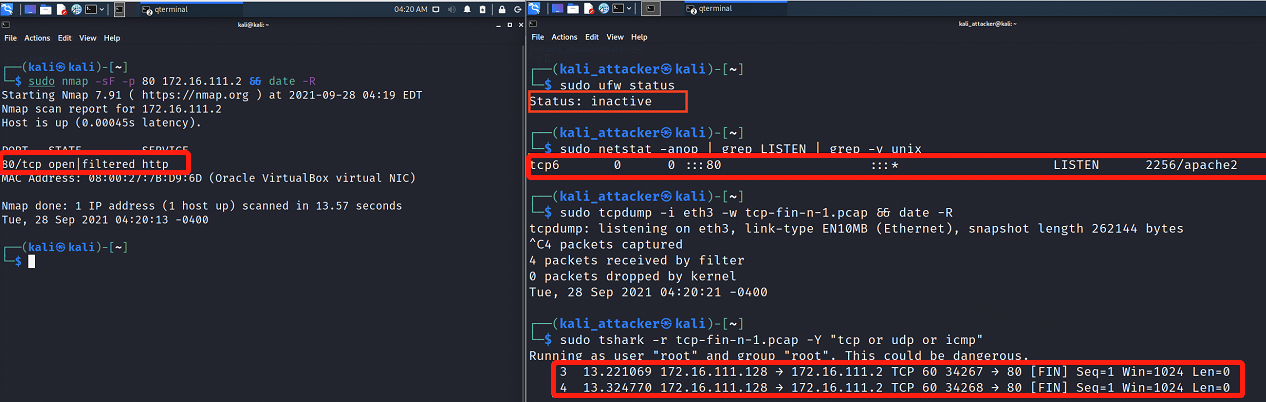 qterminal
04:20 AM
kali@kali: ~
File Actions Edit View Help
┌──(kali㉿kali)-[~]
└─$ sudo nmap -sF -p 80 172.16.111.2 && date -R
Starting Nmap 7.91 ( https://nmap.org ) at 2021-09-28 04:19 EDT
Nmap scan report for 172.16.111.2
Host is up (0.00045s latency).
PORT STATE SERVICE
80/tcp open|filtered http
MAC Address: 08:00:27:7B:D9:6D (Oracle VirtualBox virtual NIC)
Nmap done: 1 IP address (1 host up) scanned in 13.57 seconds
Tue, 28 Sep 2021 04:20:13 -0400
┌──(kali㉿kali)-[~]
└─$
qterminal
kali_attacker@kali: ~
File Actions Edit View Help
┌──(kali_attacker㉿kali)-[~]
└─$ sudo ufw status
Status: inactive
┌──(kali_attacker㉿kali)-[~]
└─$ sudo netstat -anop | grep LISTEN | grep -v unix
tcp6 0 0 :::80 :::* LISTEN 2256/apache2
┌──(kali_attacker㉿kali)-[~]
└─$ sudo tcpdump -i eth3 -w tcp-fin-n-1.pcap && date -R
tcpdump: listening on eth3, link-type EN10MB (Ethernet), snapshot length 262144 bytes
^C4 packets captured
4 packets received by filter
0 packets dropped by kernel
Tue, 28 Sep 2021 04:20:21 -0400
┌──(kali_attacker㉿kali)-[~]
└─$ sudo tshark -r tcp-fin-n-1.pcap -Y "tcp or udp or icmp"
Running as user "root" and group "root". This could be dangerous.
3 13.221069 172.16.111.128 → 172.16.111.2 TCP 60 34267 → 80 [FIN] Seq=1 Win=1024 Len=0
4 13.324770 172.16.111.128 → 172.16.111.2 TCP 60 34268 → 80 [FIN] Seq=1 Win=1024 Len=0